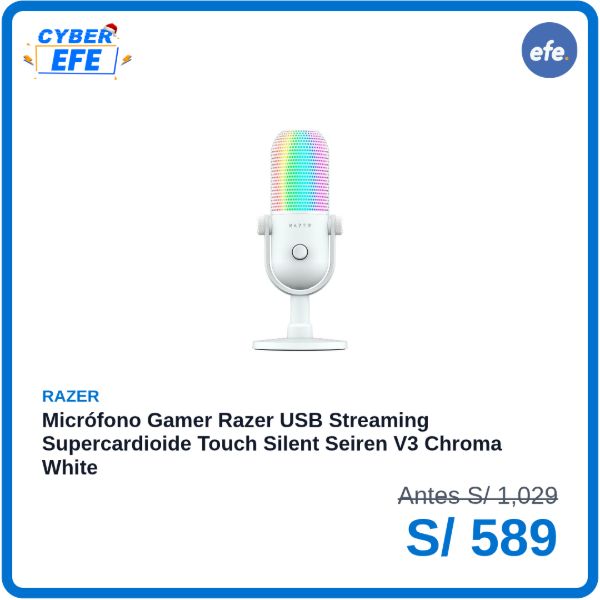 CYBER
EFE
efe.
RAZER
RAZER
Micrófono Gamer Razer USB Streaming
Supercardioide Touch Silent Seiren V3 Chroma
White
Antes S/ 1,029
S/ 589